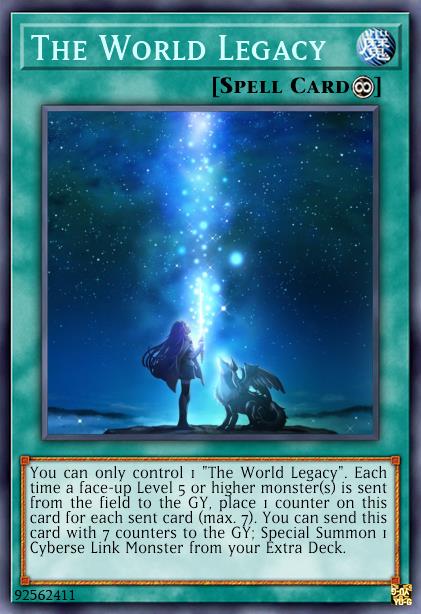 The World Legacy
魔
[Spell Card]
You can only control 1 "The World Legacy". Each
time a face-up Level 5 or higher monster(s) is sent
from the field to the GY, place 1 counter on
this card for each sent card (max. 7). You can send this
card with 7 counters to the GY; Special Summon 1
Cyberse Link Monster from your Extra Deck.
92562411